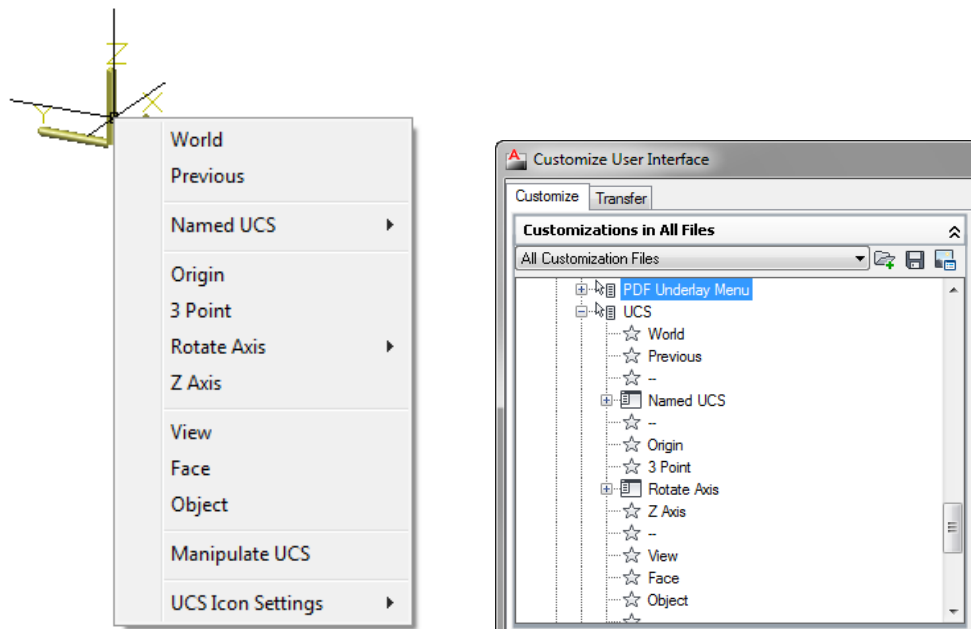 Z
X
Y
World
Previous
Named UCS
Origin
3 Point
Rotate Axis
Z Axis
View
Face
Object
Manipulate UCS
UCS Icon Settings
Customize User Interface
Customize Transfer
Customizations in All Files
All Customization Files
PDF Underlay Menu
UCS
World
Previous
--
Named UCS
--
Origin
3 Point
Rotate Axis
Z Axis
--
View
Face
Object